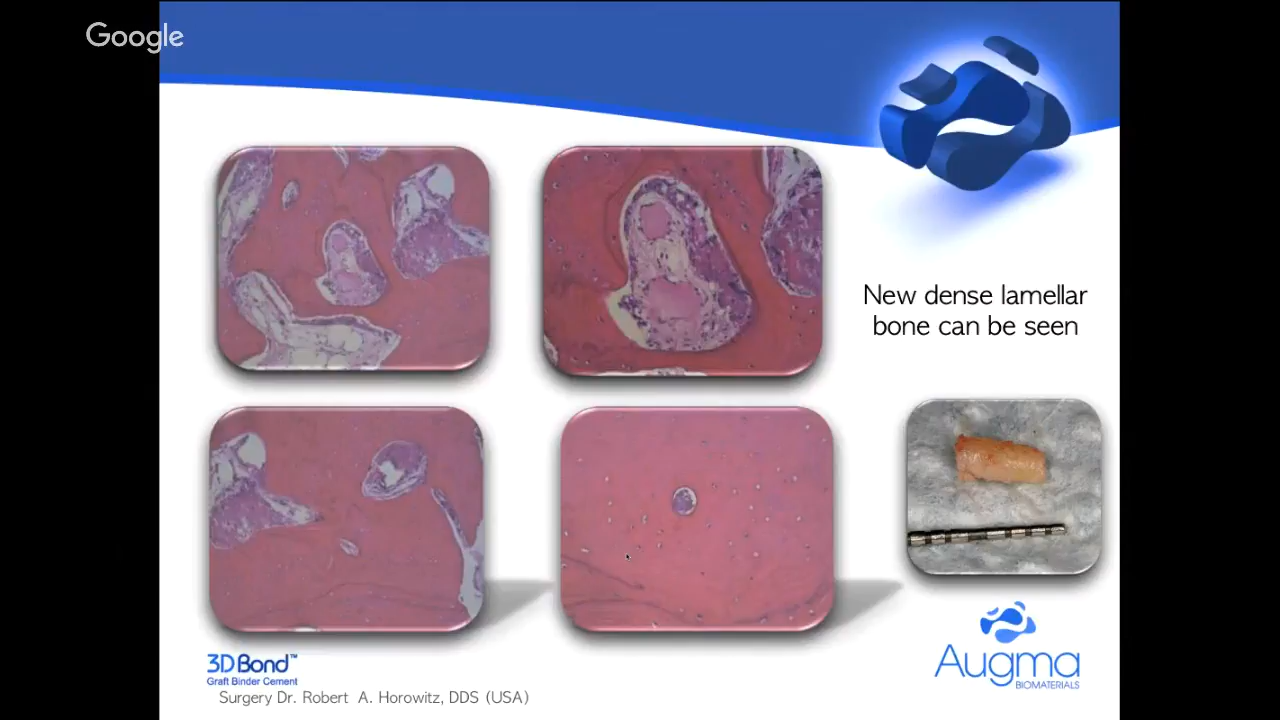 Google
New dense lamellar
bone can be seen
3D Bond™
Graft Binder Cement
Surgery Dr. Robert A. Horowitz, DDS (USA)
Augma
BIOMATERIALS